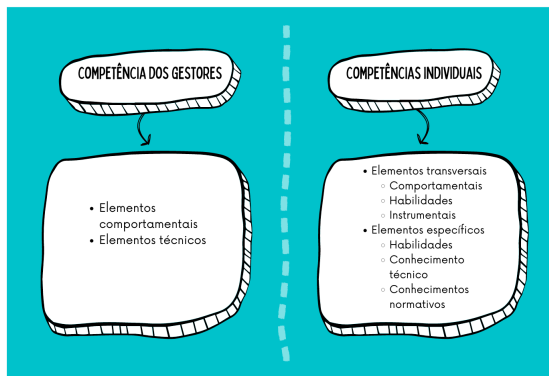 COMPETÊNCIA DOS GESTORES
• Elementos
comportamentais
• Elementos técnicos
COMPETÊNCIAS INDIVIDUAIS
• Elementos transversais
○ Comportamentais
○ Habilidades
○ Instrumentais
• Elementos específicos
○ Habilidades
○ Conhecimento
técnico
○ Conhecimentos
normativos